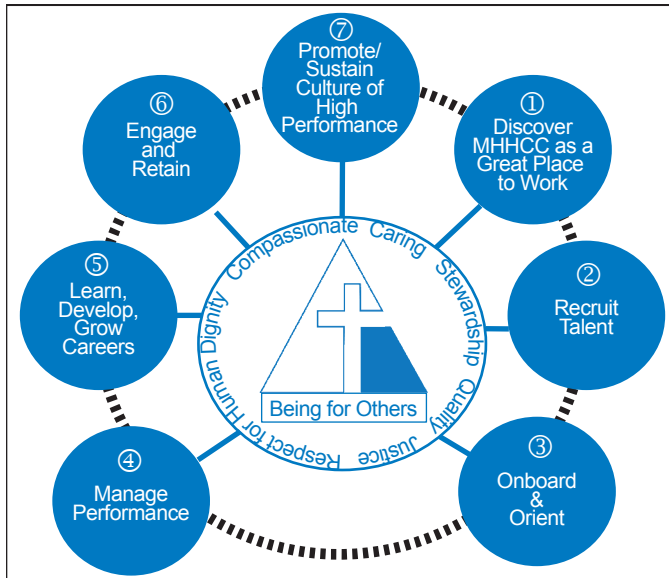 ⑦
Promote/
Sustain
Culture of
High
Performance
①
Discover
MHHCC as a
Great Place
to Work
②
Recruit
Talent
③
Onboard
&
Orient
④
Manage
Performance
⑤
Learn,
Develop,
Grow
Careers
⑥
Engage
and
Retain
Compassionate Caring Stewardship Quality Justice Respect for Human Dignity
Being for Others